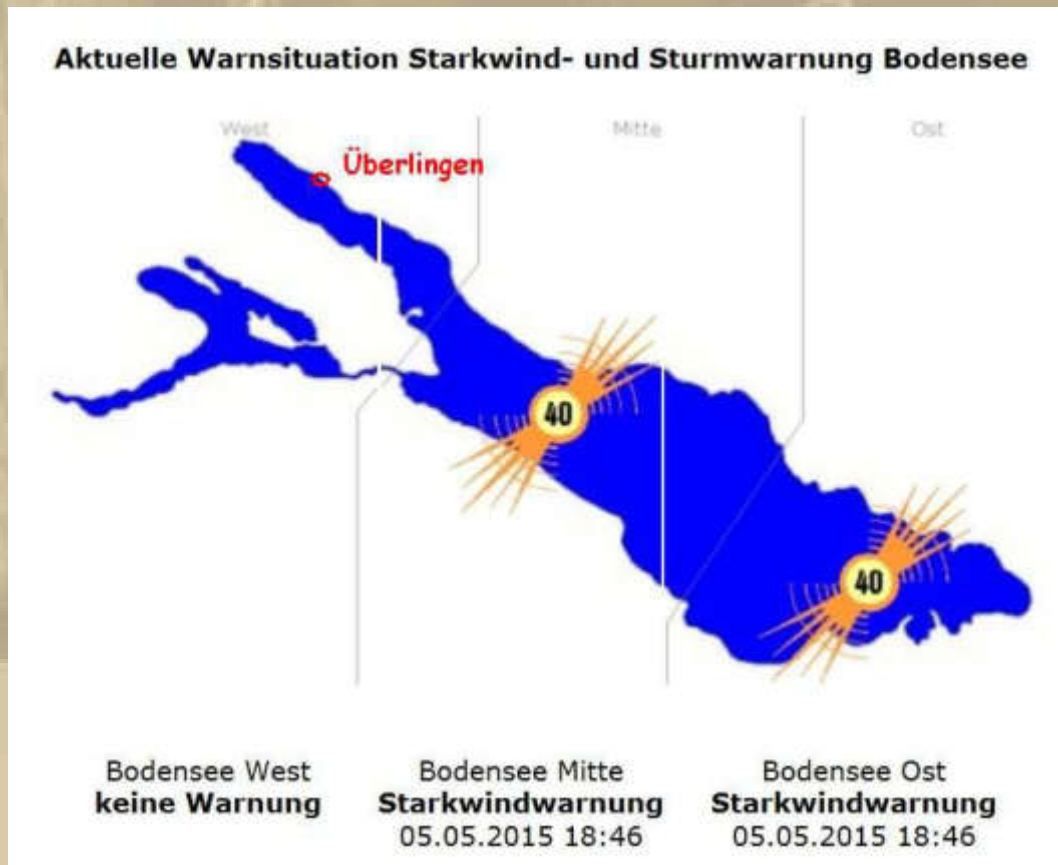 Aktuelle Warnsituation Starkwind- und Sturmwarnung Bodensee
West
Mitte
Ost
Überlingen
40
40
Bodensee West
keine Warnung
Bodensee Mitte
Starkwindwarnung
05.05.2015 18:46
Bodensee Ost
Starkwindwarnung
05.05.2015 18:46